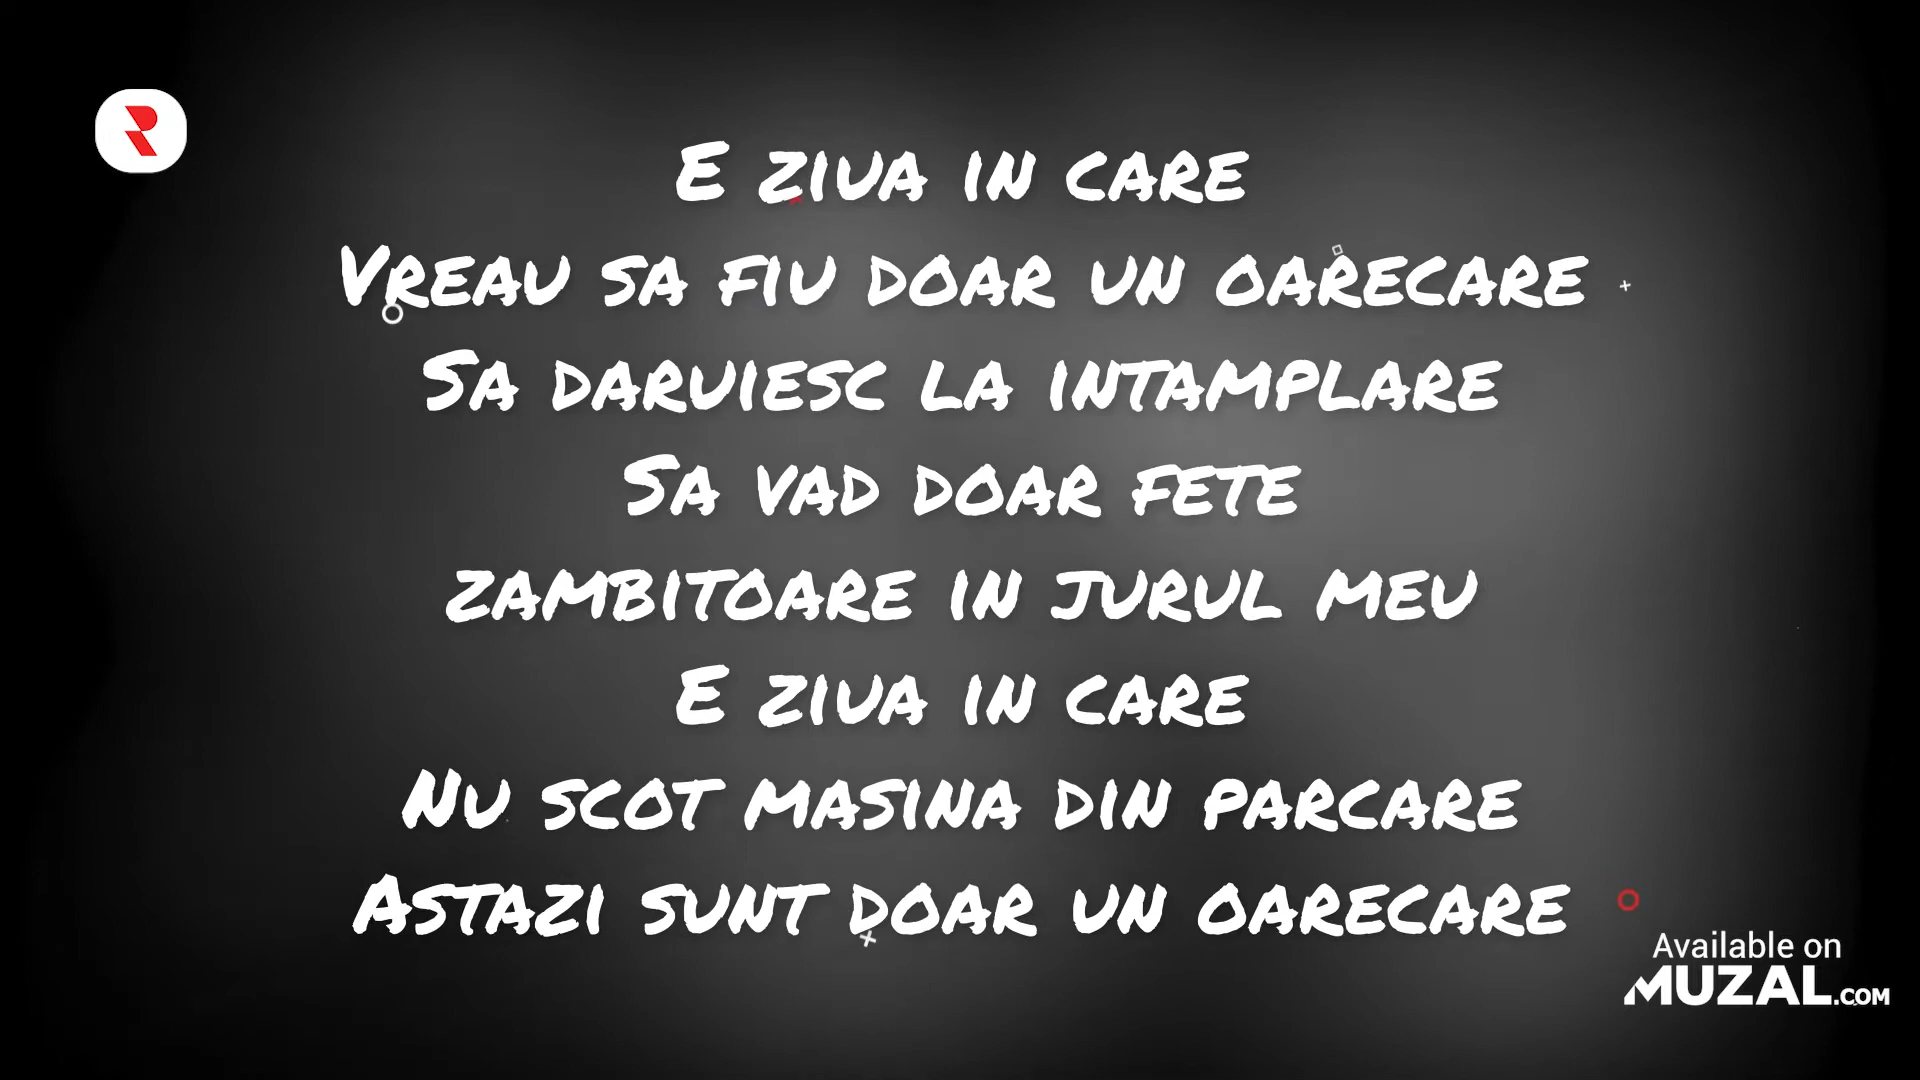 E ziua in care
Vreau sa fiu doar un oarecare
Sa daruiesc la intamplare
Sa vad doar fete
zambitoare in jurul meu
E ziua in care
Nu scot masina din parcare
Astazi sunt doar un oarecare
Available on
MUZAL.COM